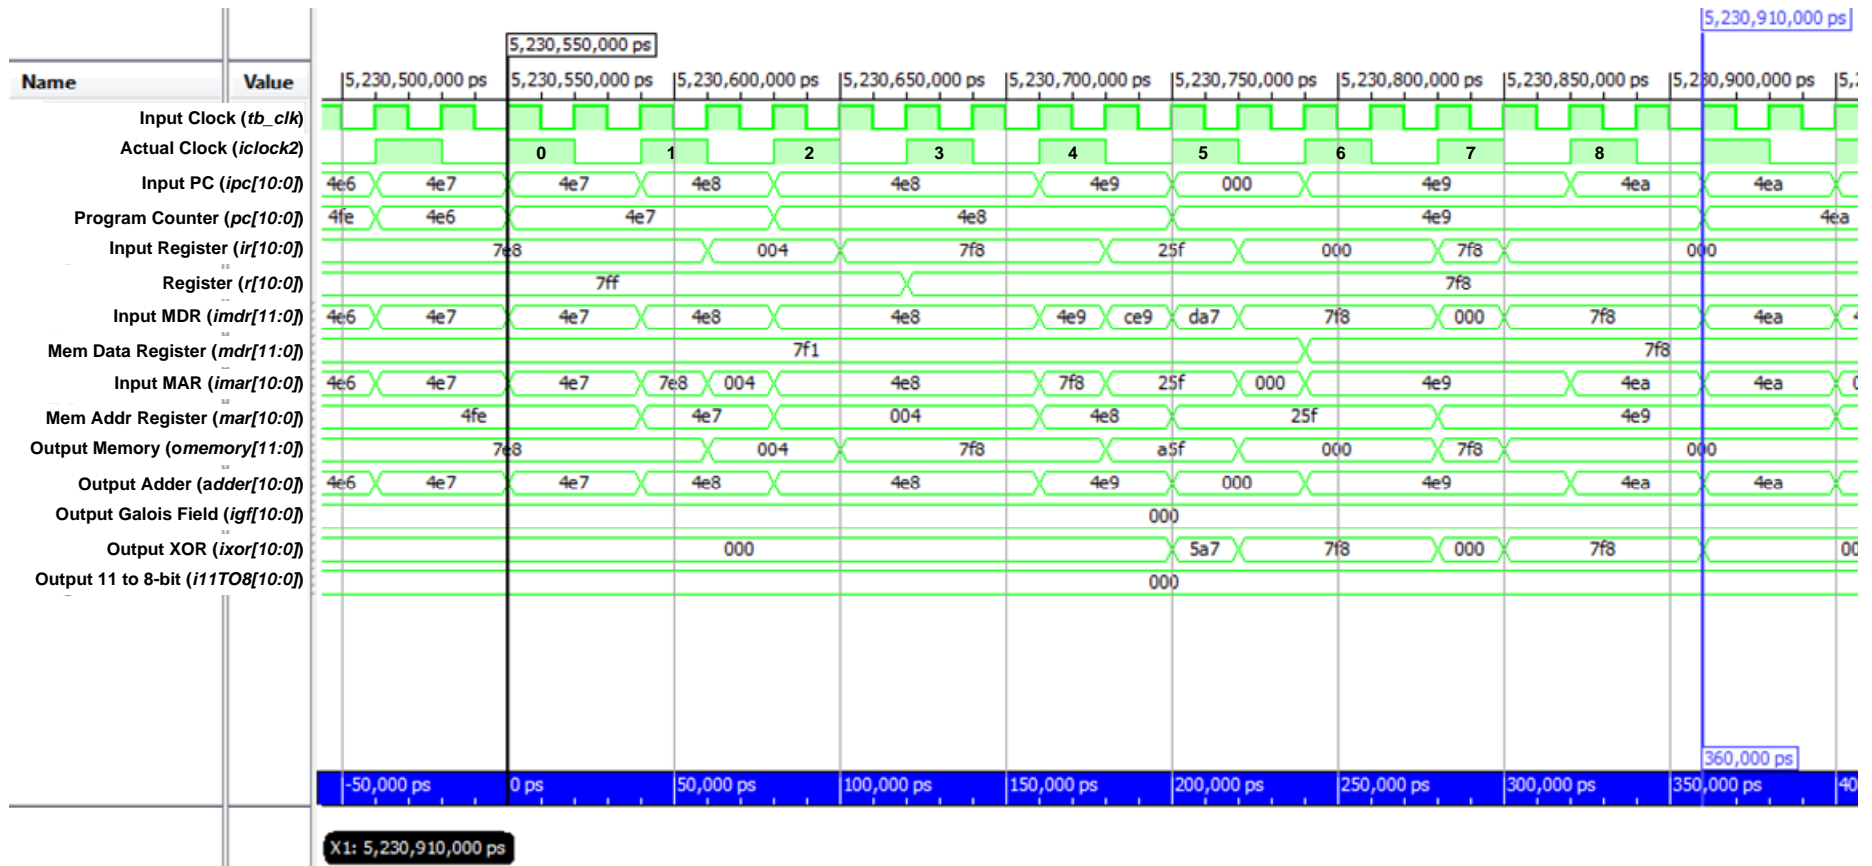 5,230,910,000 ps
5,230,550,000 ps
Name Value 5,230,500,000 ps 5,230,550,000 ps 5,230,600,000 ps 5,230,650,000 ps 5,230,700,000 ps 5,230,750,000 ps 5,230,800,000 ps 5,230,850,000 ps 5,230,900,000 ps 5,2
Input Clock (tb_clk)
Actual Clock (iclock2) 0 1 2 3 4 5 6 7 8
Input PC (ipc[10:0]) 4e6 4e7 4e7 4e8 4e8 4e9 000 4e9 4ea 4ea
Program Counter (pc[10:0]) 4fe 4e6 4e7 4e8 4e9 4ea
Input Register (ir[10:0]) 7e8 004 7f8 25f 000 7f8 000
Register (r[10:0]) 7ff 7f8
Input MDR (imdr[11:0]) 4e6 4e7 4e7 4e8 4e8 4e9 ce9 da7 7f8 000 7f8 4ea 4
Mem Data Register (mdr[11:0]) 7f1 7f8
Input MAR (imar[10:0]) 4e6 4e7 4e7 7e8 004 4e8 7f8 25f 000 4e9 4ea 4ea 0
Mem Addr Register (mar[10:0]) 4fe 4e7 004 4e8 25f 4e9
Output Memory (omemory[11:0]) 7e8 004 7f8 a5f 000 7f8 000
Output Adder (adder[10:0]) 4e6 4e7 4e7 4e8 4e8 4e9 000 4e9 4ea 4ea
Output Galois Field (igf[10:0]) 000
Output XOR (ixor[10:0]) 000 5a7 7f8 000 7f8 00
Output 11 to 8-bit (i11TO8[10:0]) 000
360,000 ps
-50,000 ps 0 ps 50,000 ps 100,000 ps 150,000 ps 200,000 ps 250,000 ps 300,000 ps 350,000 ps 40
X1: 5,230,910,000 ps